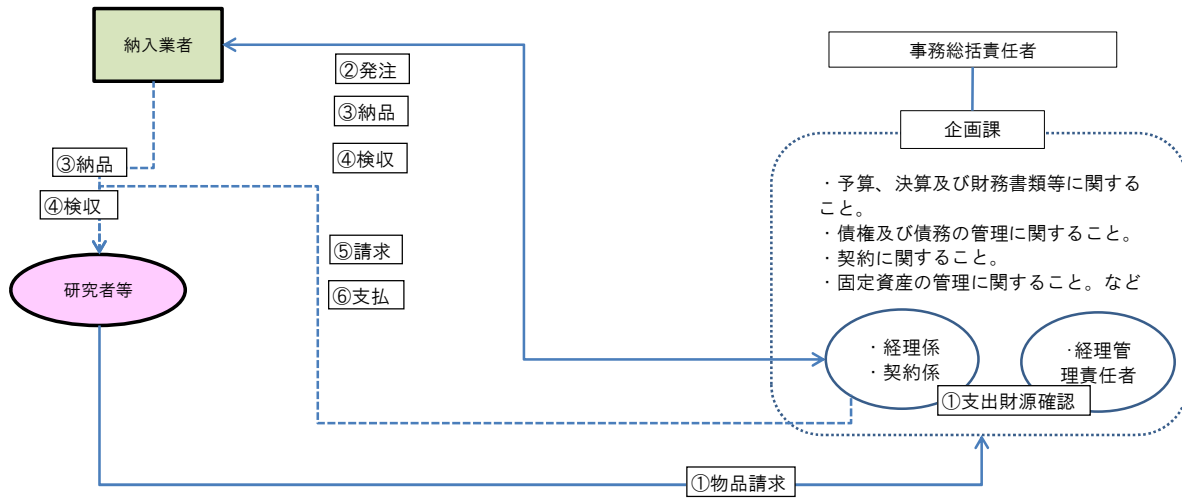 納入業者
②発注
③納品
④検収
③納品
④検収
研究者等
⑤請求
⑥支払
事務総括責任者
企画課
・予算、決算及び財務書類等に関する
こと。
・債権及び債務の管理に関すること。
・契約に関すること。
・固定資産の管理に関すること。など
・経理係
・契約係
・経理管
理責任者
①支出財源確認
①物品請求